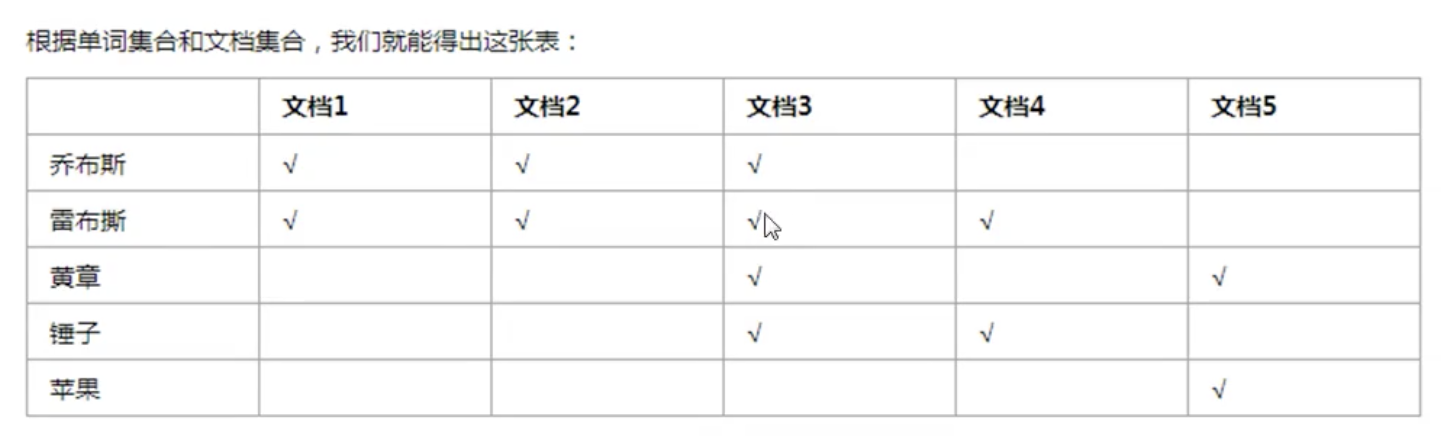 根据单词集合和文档集合，我们就能得出这张表：
文档1 文档2 文档3 文档4 文档5
乔布斯 √ √ √
雷布撕 √ √ √ √
黄章 √ √
锤子 √ √
苹果 √